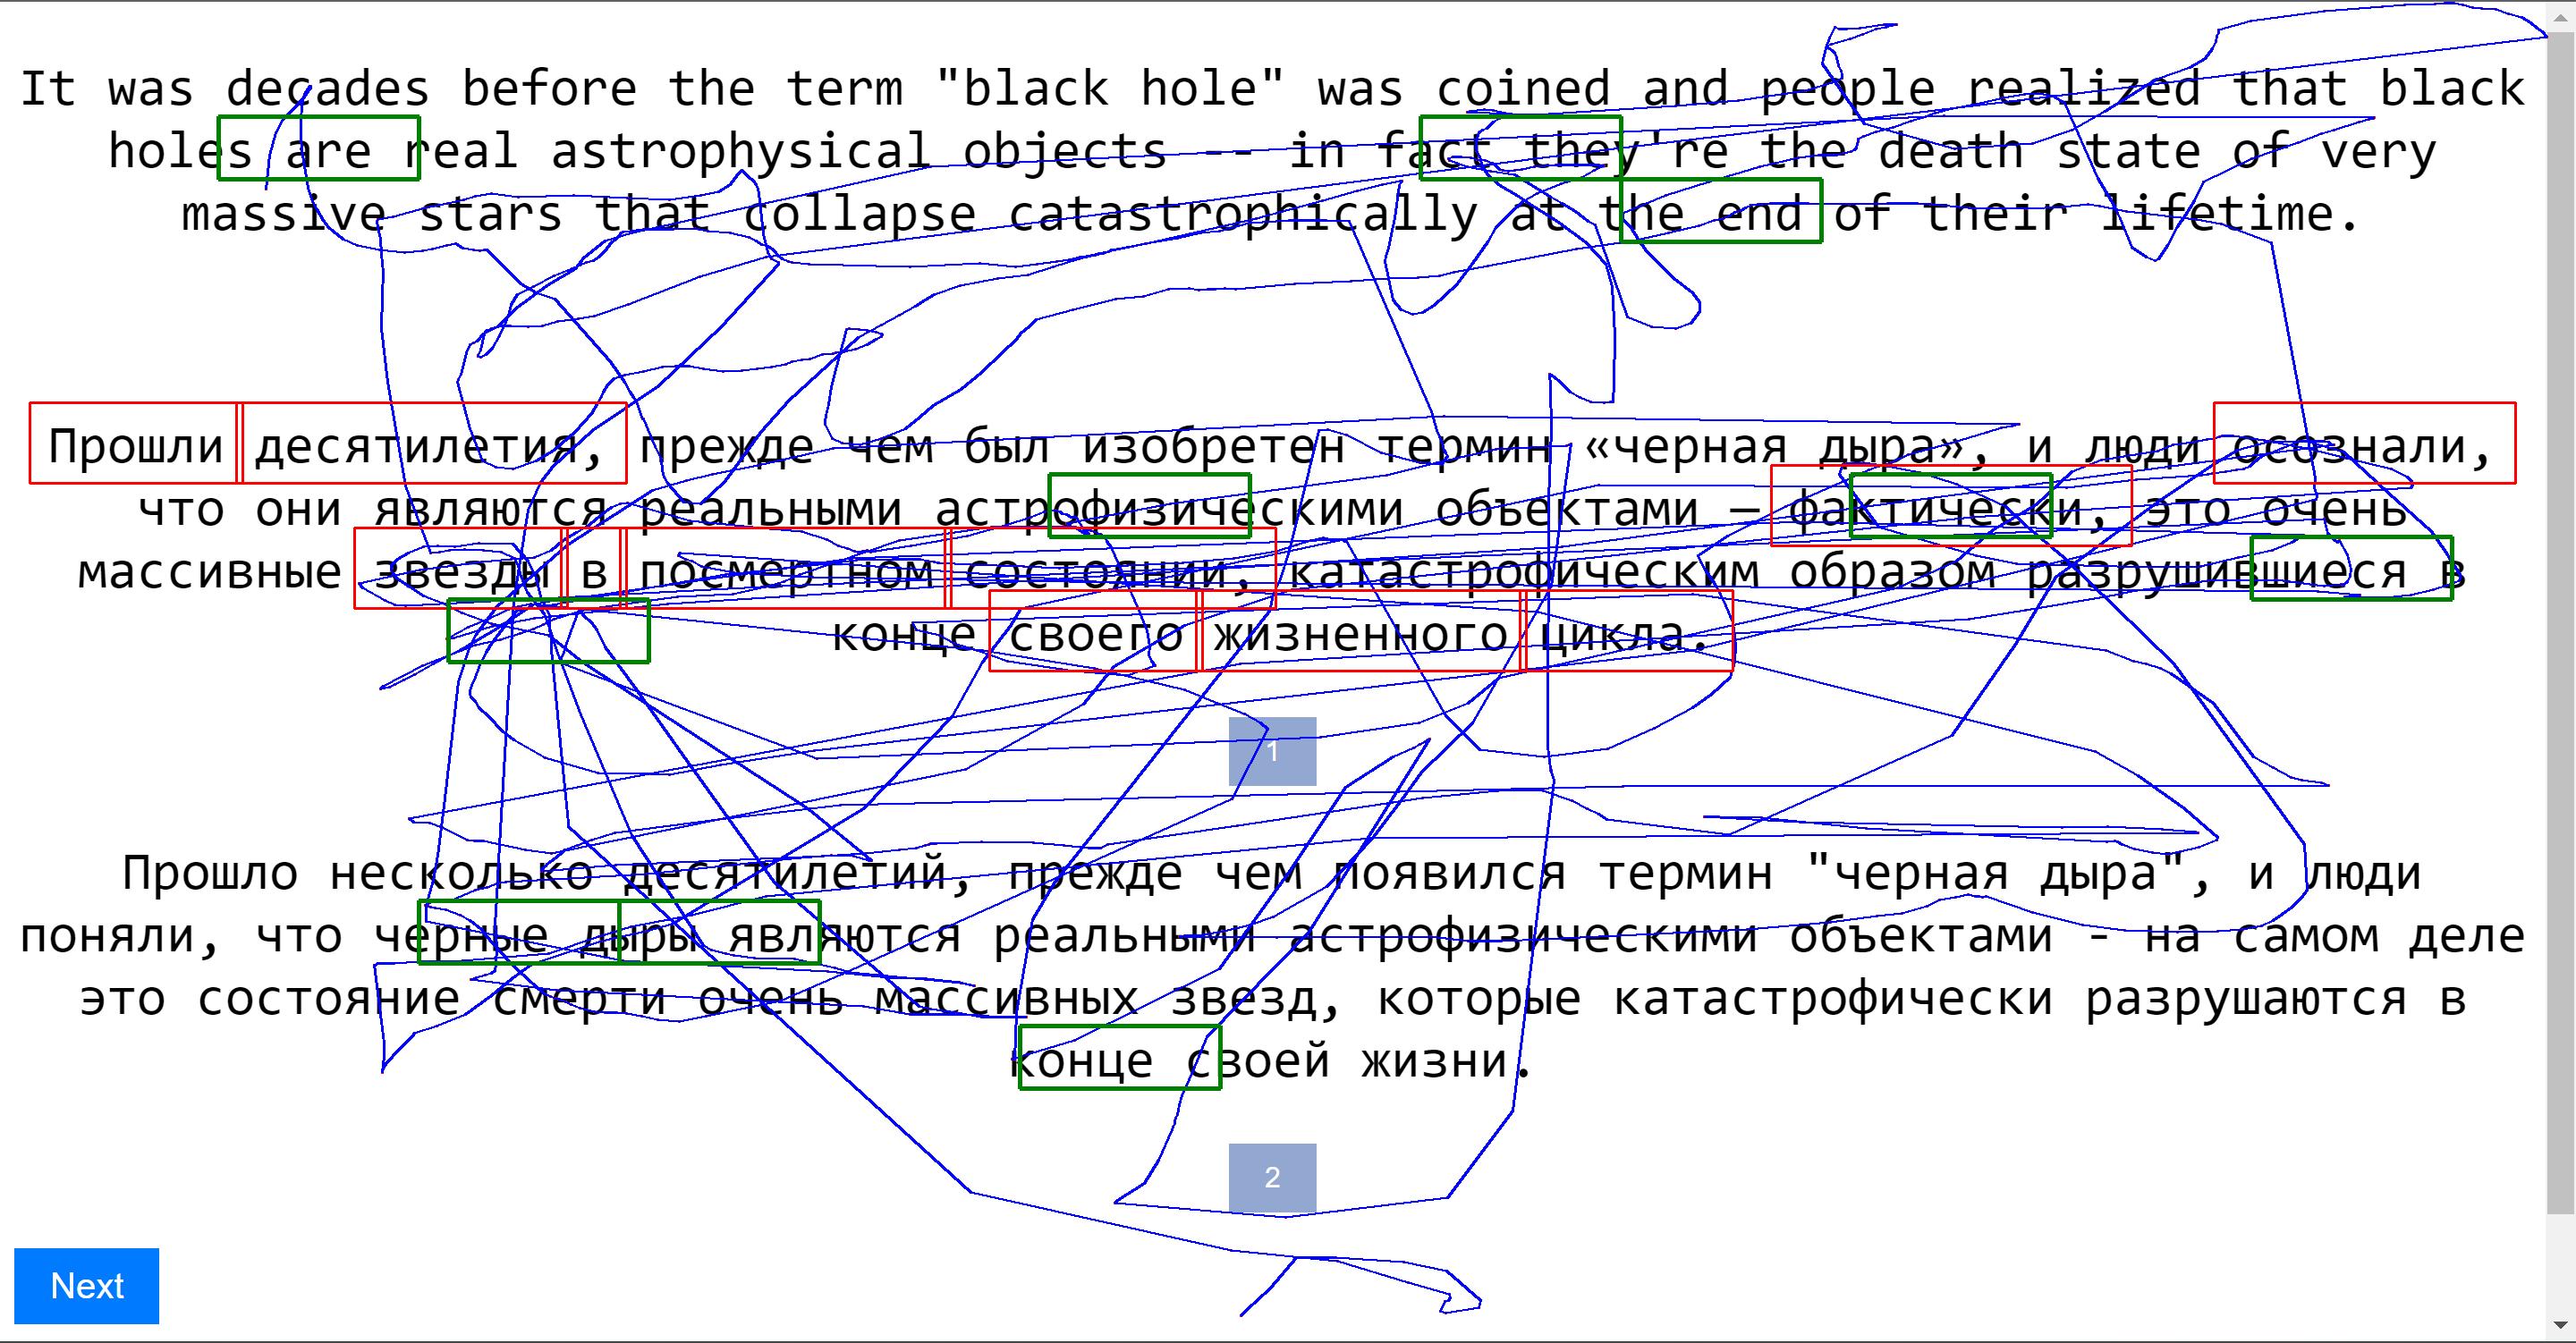 It was decades before the term "black hole" was coined and people realized that black
holes are real astrophysical objects -- in fact they're the death state of very
massive stars that collapse catastrophically at the end of their lifetime.
Прошли десятилетия, прежде чем был изобретен термин «черная дыра», и люди осознали,
что они являются реальными астрофизическими объектами — фактически, это очень
массивные звезды в посмертном состоянии, катастрофическим образом разрушившиеся в
конце своего жизненного цикла.
1
Прошло несколько десятилетий, прежде чем появился термин "черная дыра", и люди
поняли, что черные дыры являются реальными астрофизическими объектами - на самом деле
это состояние смерти очень массивных звезд, которые катастрофически разрушаются в
конце своей жизни.
2
Next